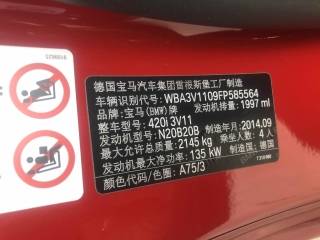 德国宝马汽车集团雷根斯堡工厂制造
车辆识别代号: WBA3V1109FP585564
品牌: 宝马(BMW) 发动机排量: 1997 ml
整车型号: 420i 3V11
发动机型号: N20B20B 制造年月: 2014.09
最大允许总质量: 2145 kg 乘坐人数: 4 人
发动机最大净功率: 135 kW 制造国: 德国
颜色代码/色圈: A75/3